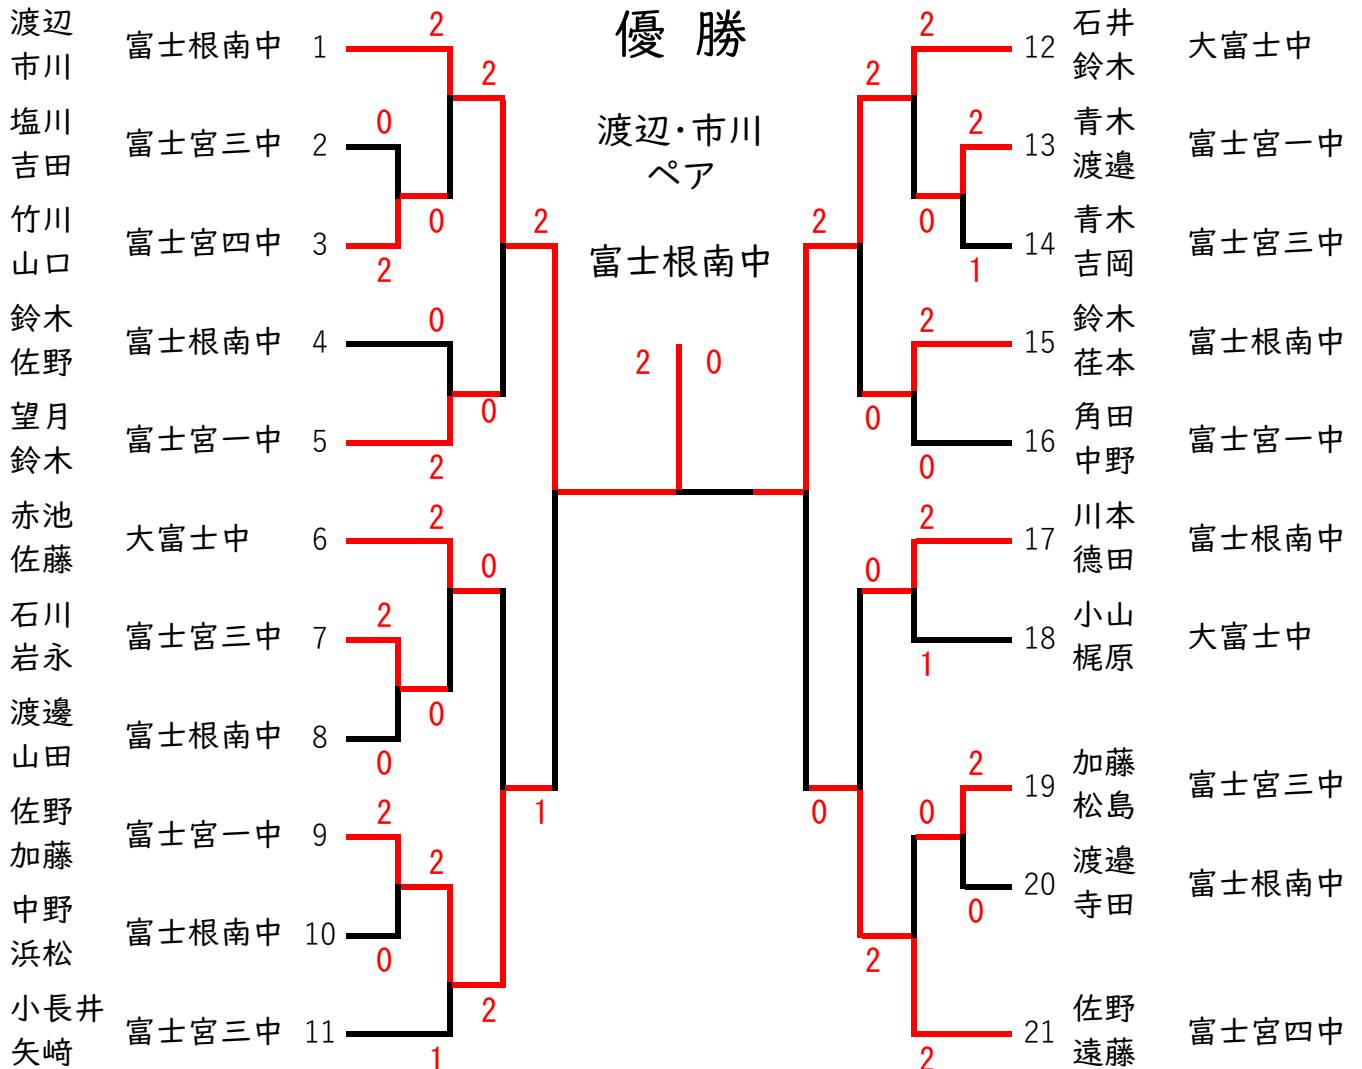 優 勝
渡辺・市川
ペア
富士根南中
2 0
渡辺
市川
富士根南中 1
2
2
塩川
吉田
富士宮三中 2
0
竹川
山口
富士宮四中 3
0
2
2
鈴木
佐野
富士根南中 4
0
望月
鈴木
富士宮一中 5
0
2
赤池
佐藤
大富士中 6
2
0
石川
岩永
富士宮三中 7
2
渡邊
山田
富士根南中 8
0
0
1
佐野
加藤
富士宮一中 9
2
2
中野
浜松
富士根南中 10
0
小長井
矢﨑
富士宮三中 11
2
1
2
2
12 石井
鈴木
大富士中
2
13 青木
渡邉
富士宮一中
0
2
14 青木
吉岡
富士宮三中
1
2
15 鈴木
荏本
富士根南中
0
16 角田
中野
富士宮一中
0
2
17 川本
德田
富士根南中
0
18 小山
梶原
大富士中
1
2
19 加藤
松島
富士宮三中
0
0
20 渡邉
寺田
富士根南中
0
2
21 佐野
遠藤
富士宮四中
2